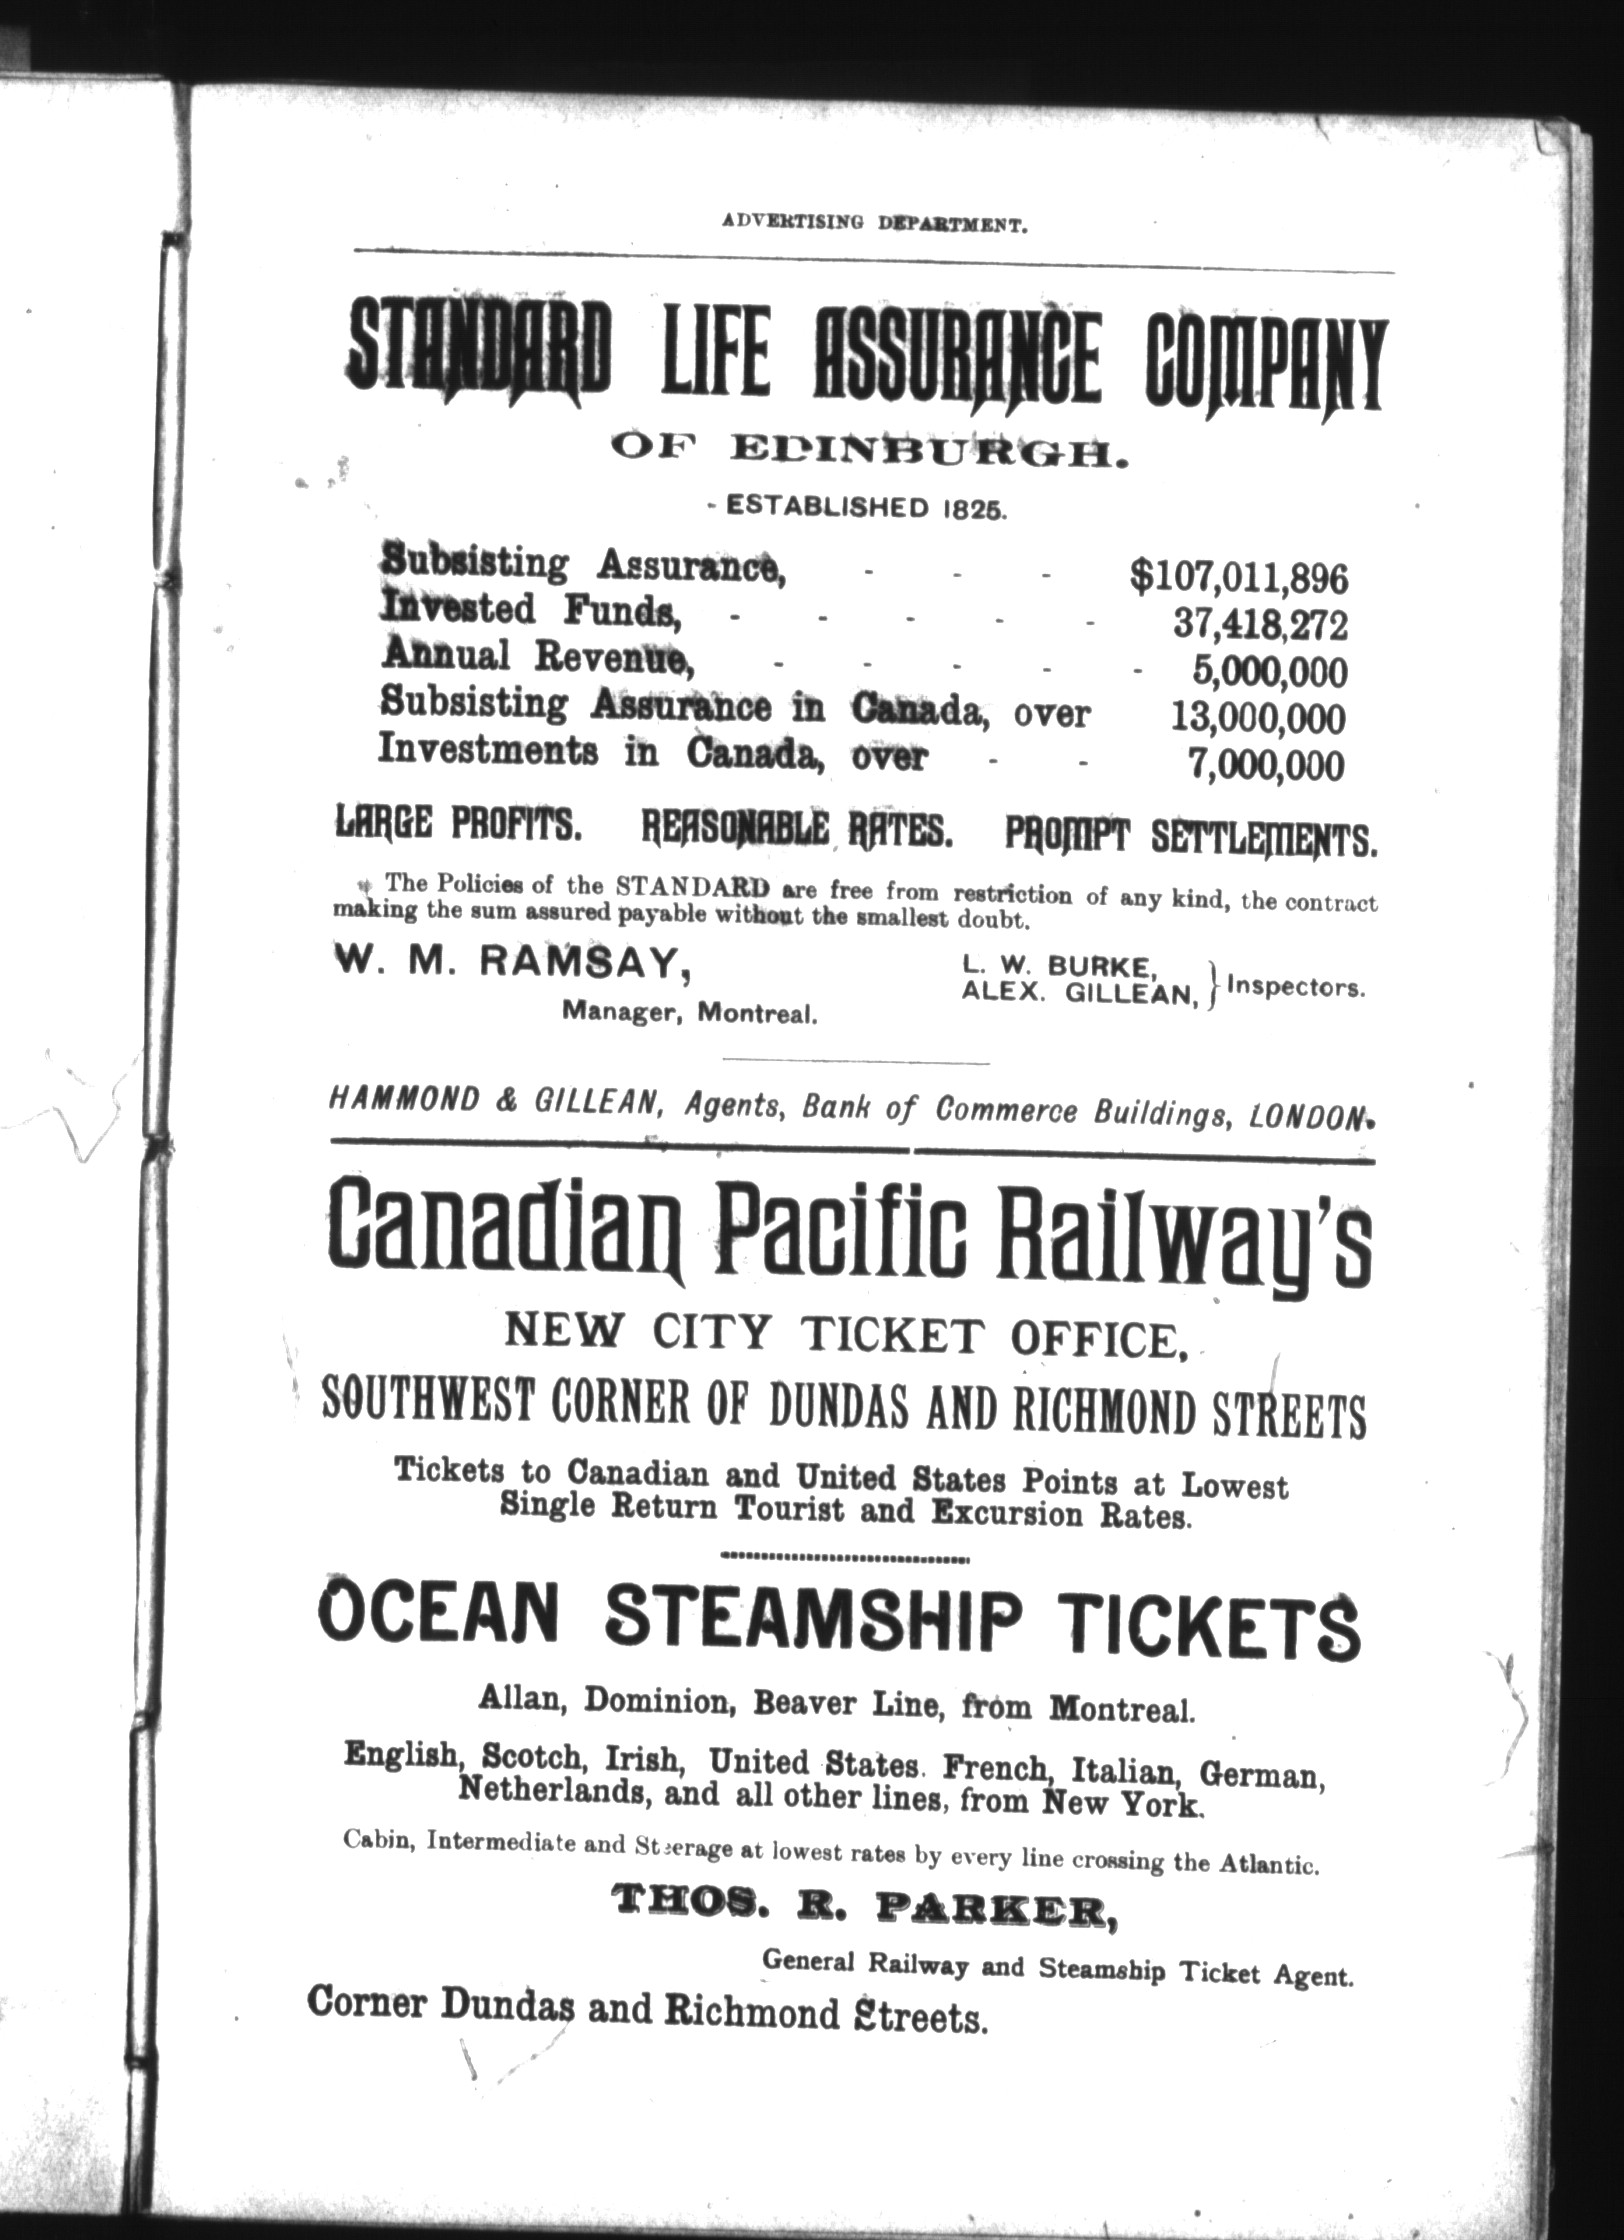 ADVERTISING DEPARTMENT.
STANDARD LIFE ASSURANCE COMPANY
OF EDINBURGH.
- ESTABLISHED 1825.
Subsisting Assurance, - - - $107,011,896
Invested Funds, - - - - - 37,418,272
Annual Revenue, - - - - - 5,000,000
Subsisting Assurance in Canada, over 13,000,000
Investments in Canada, over - - 7,000,000
LARGE PROFITS. REASONABLE RATES. PROMPT SETTLEMENTS.
The Policies of the STANDARD are free from restriction of any kind, the contract
making the sum assured payable without the smallest doubt.
W. M. RAMSAY,
Manager, Montreal.
L. W. BURKE,
ALEX. GILLEAN, } Inspectors.
HAMMOND & GILLEAN, Agents, Bank of Commerce Buildings, LONDON.
Canadian Pacific Railway's
NEW CITY TICKET OFFICE,
SOUTHWEST CORNER OF DUNDAS AND RICHMOND STREETS
Tickets to Canadian and United States Points at Lowest
Single Return Tourist and Excursion Rates.
OCEAN STEAMSHIP TICKETS
Allan, Dominion, Beaver Line, from Montreal.
English, Scotch, Irish, United States. French, Italian, German,
Netherlands, and all other lines, from New York.
Cabin, Intermediate and Steerage at lowest rates by every line crossing the Atlantic.
THOS. R. PARKER,
General Railway and Steamship Ticket Agent.
Corner Dundas and Richmond Streets.